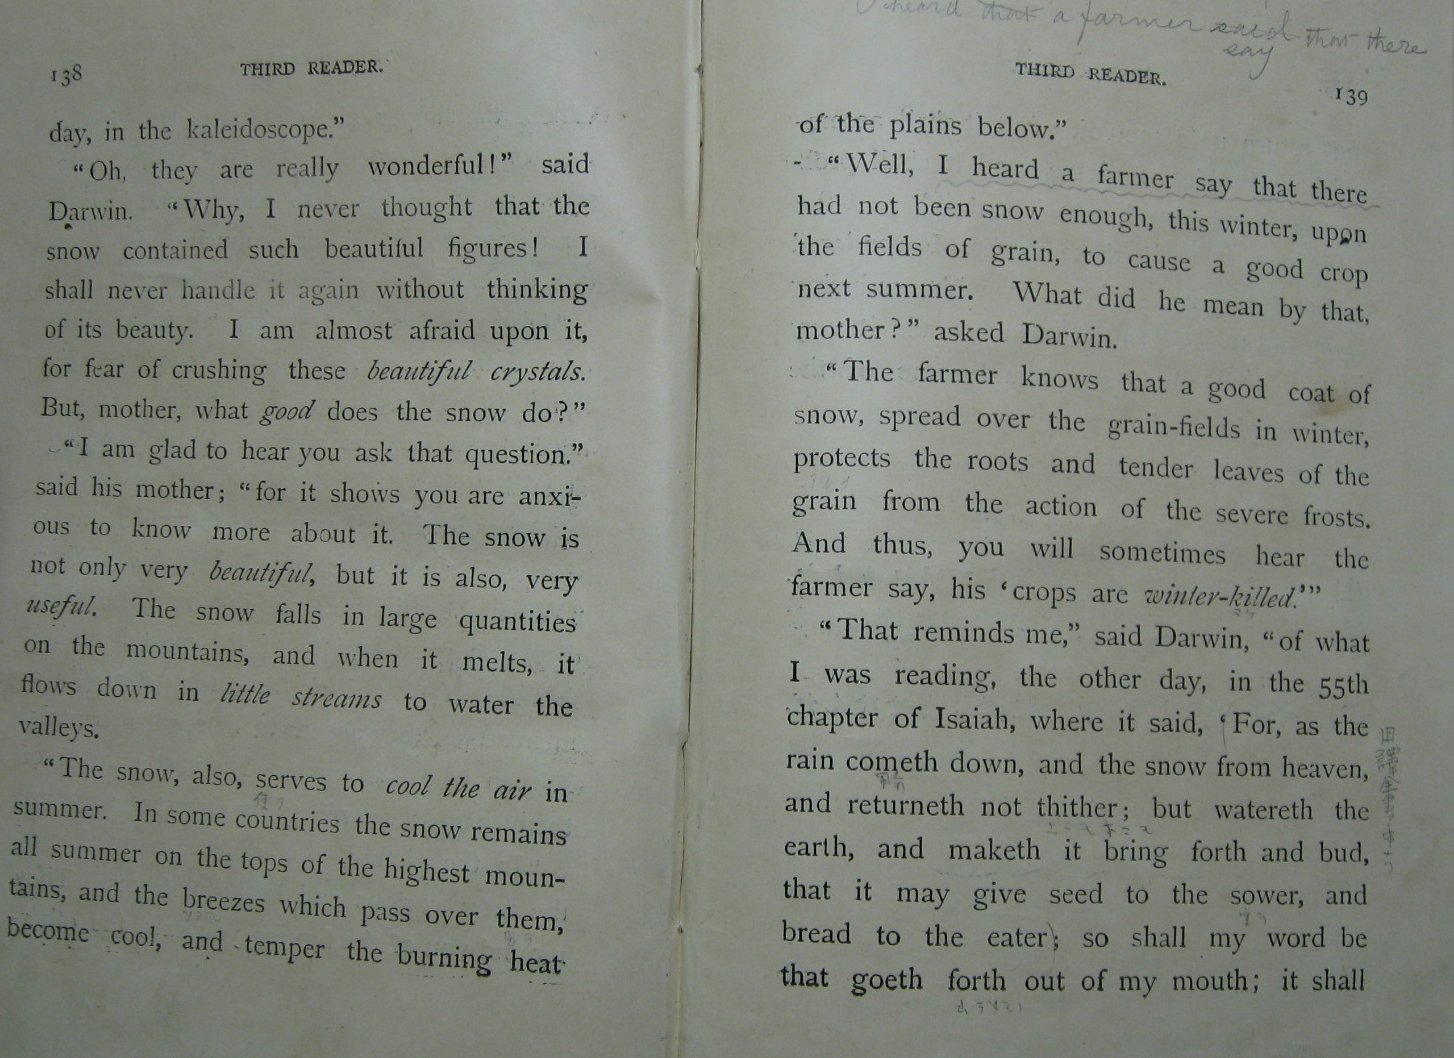 138
THIRD READER.
day, in the kaleidoscope.”
“Oh, they are really wonderful!” said
Darwin. “Why, I never thought that the
snow contained such beautiful figures! I
shall never handle it again without thinking
of its beauty. I am almost afraid upon it,
for fear of crushing these beautiful crystals.
But, mother, what good does the snow do?”
“I am glad to hear you ask that question.”
said his mother; “for it shows you are anxi-
ous to know more about it. The snow is
not only very beautiful, but it is also, very
useful. The snow falls in large quantities
on the mountains, and when it melts, it
flows down in little streams to water the
valleys.
“The snow, also, serves to cool the air in
summer. In some countries the snow remains
all summer on the tops of the highest moun-
tains, and the breezes which pass over them,
become cool, and temper the burning heat
I heard that a farmer said that there
say
THIRD READER.
139
of the plains below.”
“Well, I heard a farmer say that there
had not been snow enough, this winter, upon
the fields of grain, to cause a good crop
next summer. What did he mean by that,
mother?” asked Darwin.
“The farmer knows that a good coat of
snow, spread over the grain-fields in winter,
protects the roots and tender leaves of the
grain from the action of the severe frosts.
And thus, you will sometimes hear the
farmer say, his ‘crops are winter-killed.’”
“That reminds me,” said Darwin, “of what
I was reading, the other day, in the 55th
chapter of Isaiah, where it said, ‘For, as the
rain cometh down, and the snow from heaven,
and returneth not thither; but watereth the
earth, and maketh it bring forth and bud,
that it may give seed to the sower, and
bread to the eater; so shall my word be
that goeth forth out of my mouth; it shall